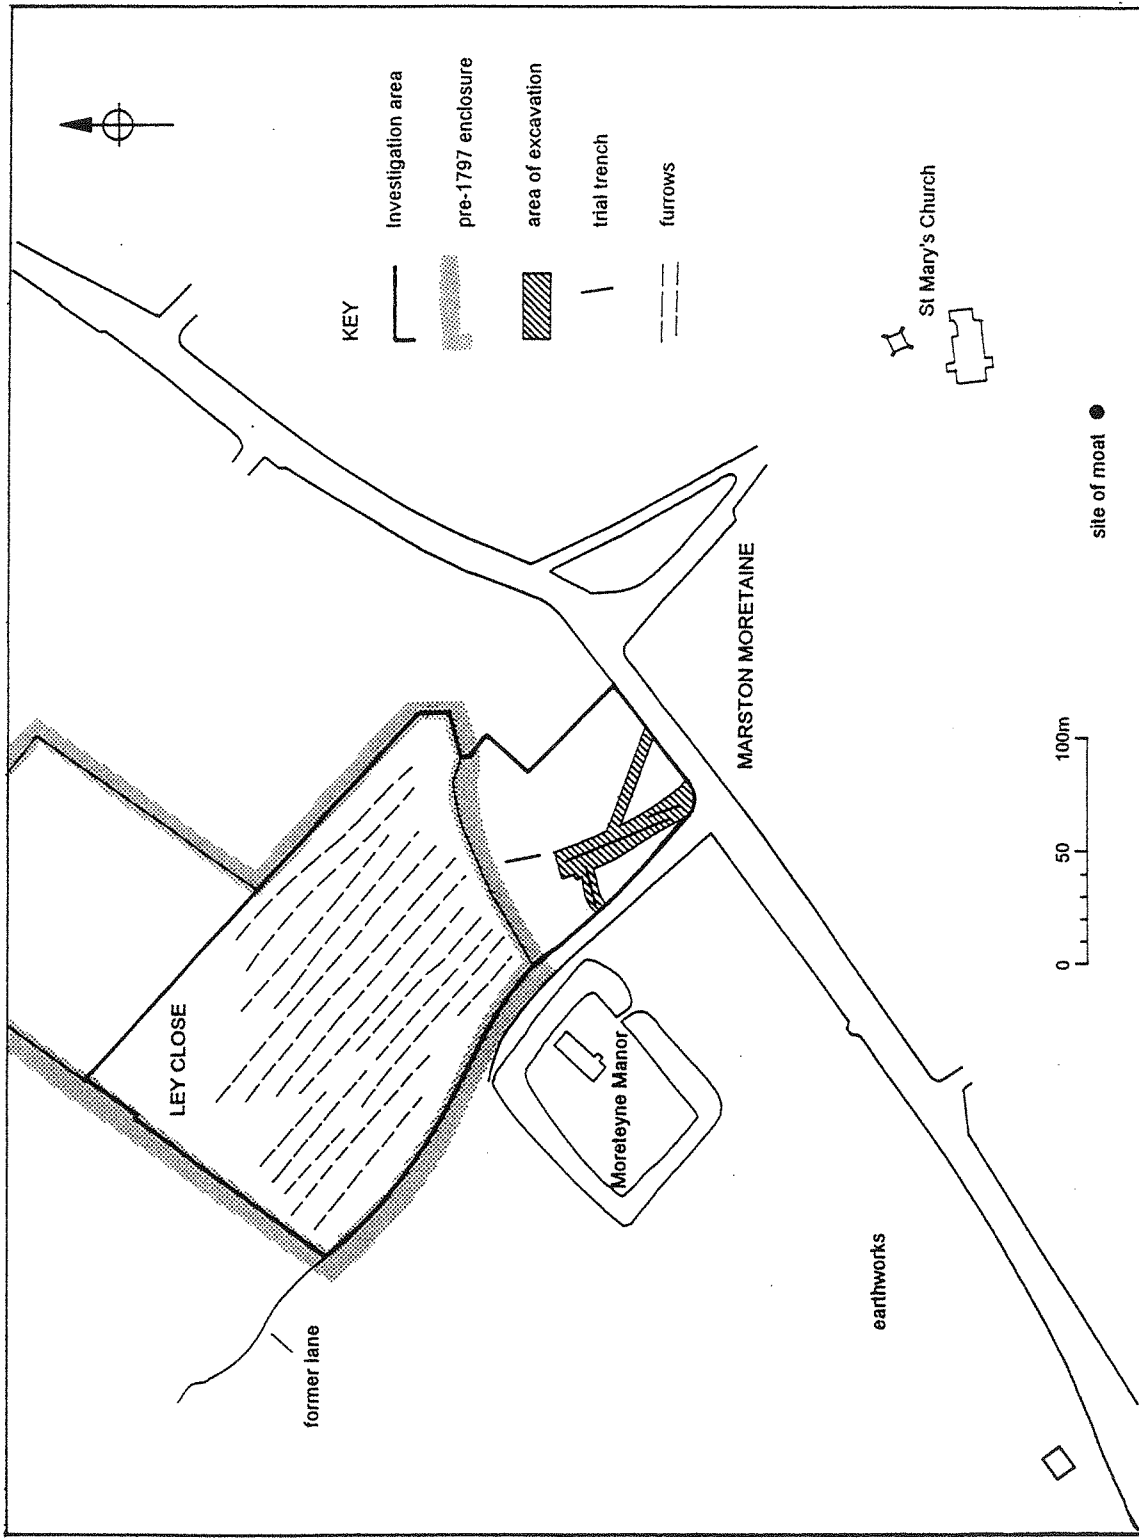 KEY
Investigation area
pre-1797 enclosure
area of excavation
trial trench
furrows
LEY CLOSE
former lane
Moreteyne Manor
earthworks
MARSTON MORETAINE
St Mary's Church
site of moat
0 50 100m